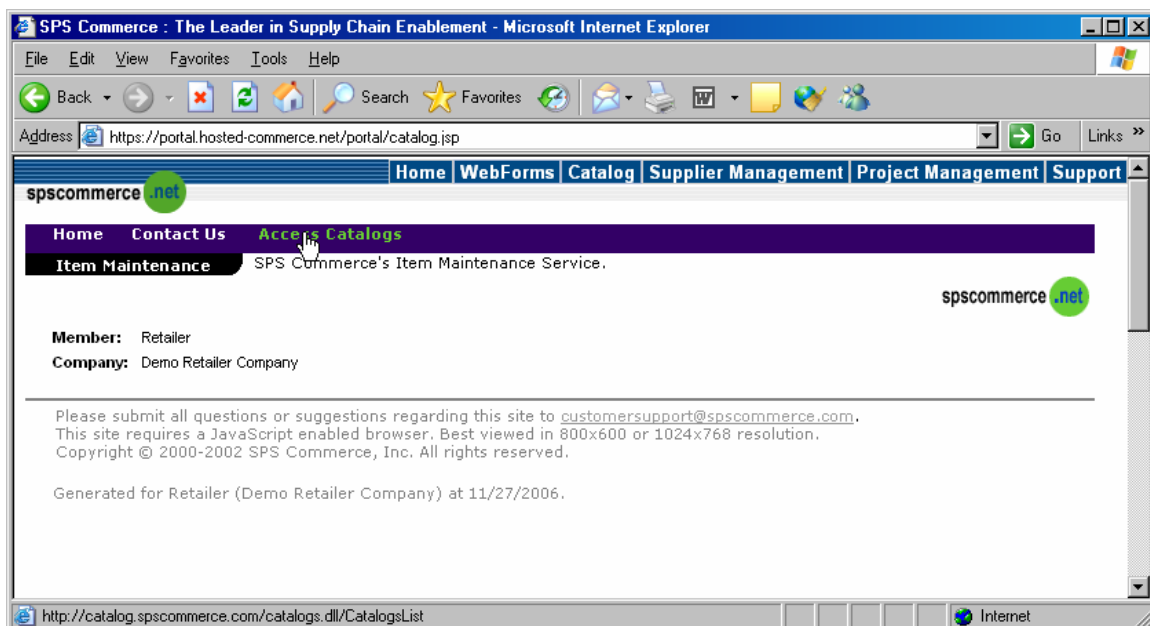 SPS Commerce : The Leader in Supply Chain Enablement - Microsoft Internet Explorer
File Edit View Favorites Tools Help
Back Search Favorites
Address https://portal.hosted-commerce.net/portal/catalog.jsp Go Links »
Home | WebForms | Catalog | Supplier Management | Project Management | Support
spscommerce .net
Home Contact Us Access Catalogs
Item Maintenance SPS Commerce's Item Maintenance Service.
spscommerce .net
Member: Retailer
Company: Demo Retailer Company
Please submit all questions or suggestions regarding this site to customersupport@spscommerce.com.
This site requires a JavaScript enabled browser. Best viewed in 800x600 or 1024x768 resolution.
Copyright © 2000-2002 SPS Commerce, Inc. All rights reserved.
Generated for Retailer (Demo Retailer Company) at 11/27/2006.
http://catalog.spscommerce.com/catalogs.dll/CatalogsList Internet